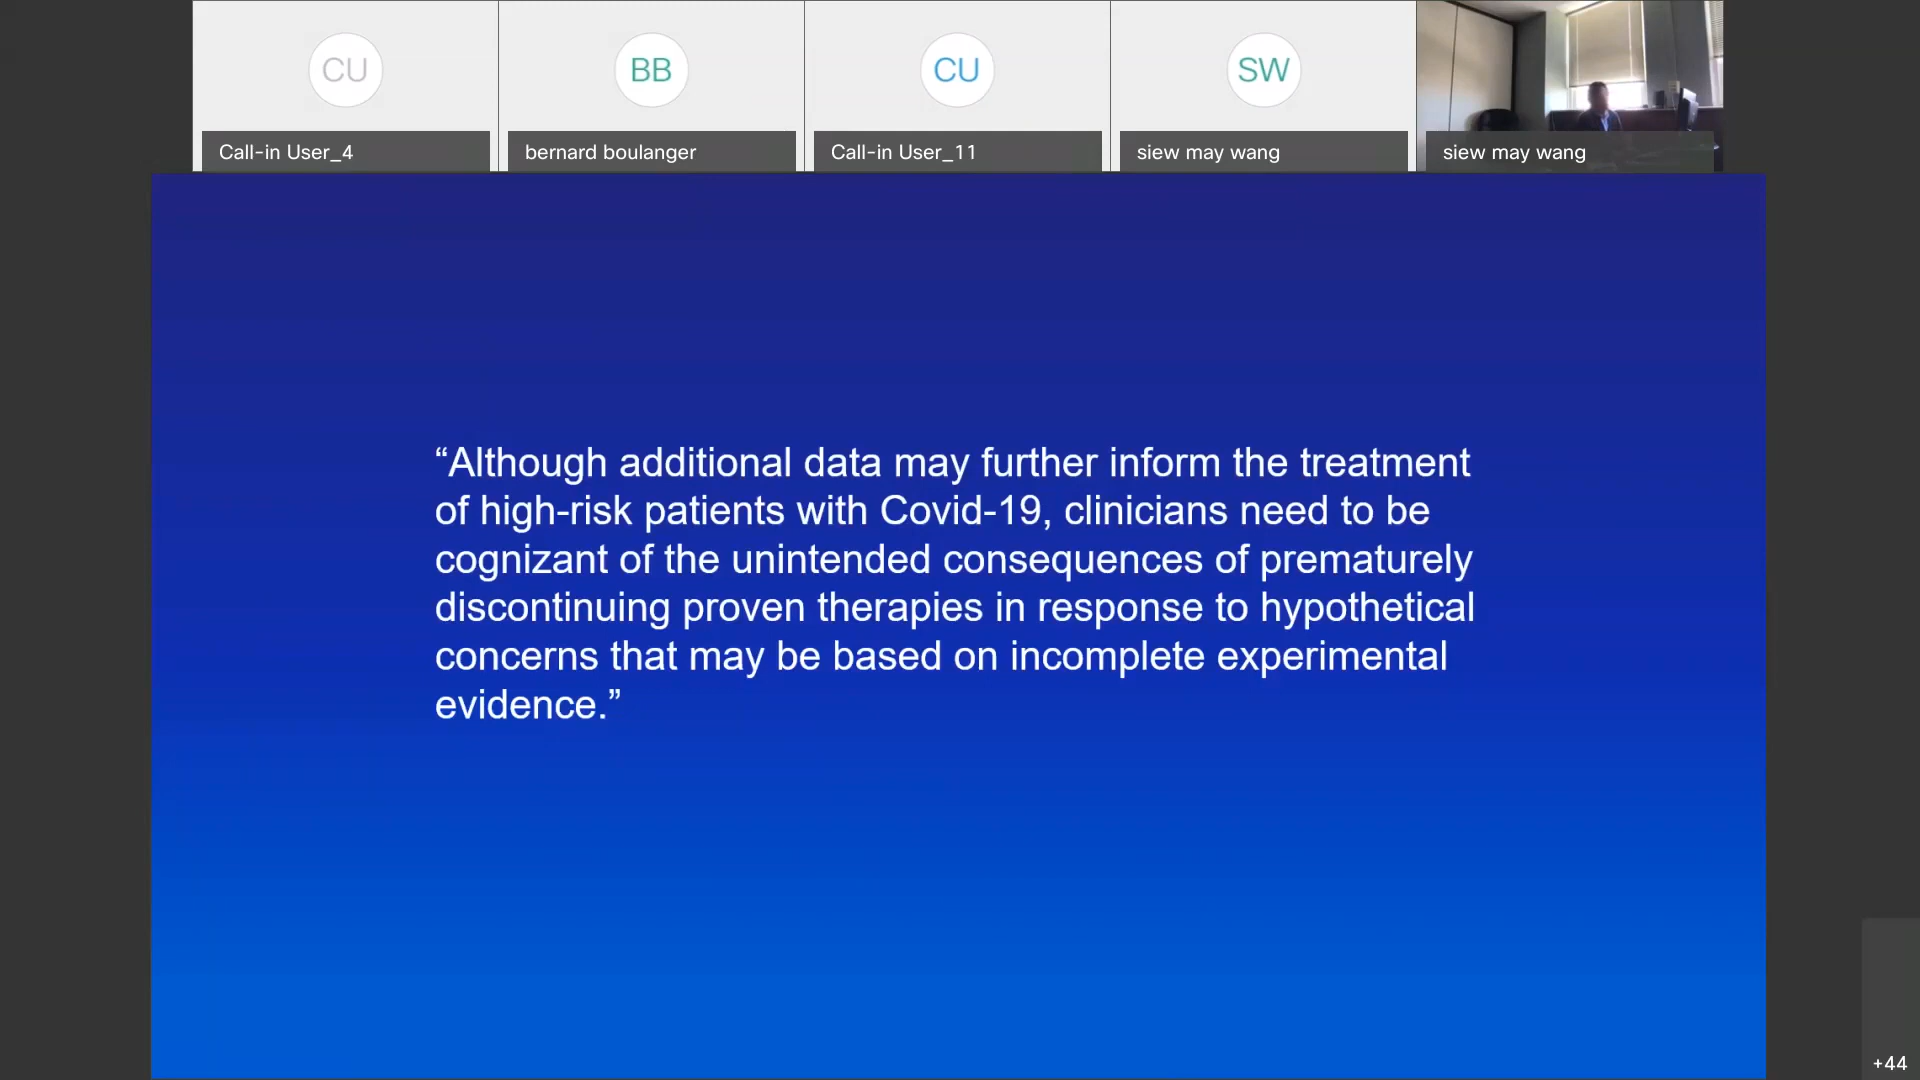 CU
BB
CU
SW
Call-in User_4
bernard boulanger
Call-in User_11
siew may wang
siew may wang
“Although additional data may further inform the treatment
of high-risk patients with Covid-19, clinicians need to be
cognizant of the unintended consequences of prematurely
discontinuing proven therapies in response to hypothetical
concerns that may be based on incomplete experimental
evidence.”
+44